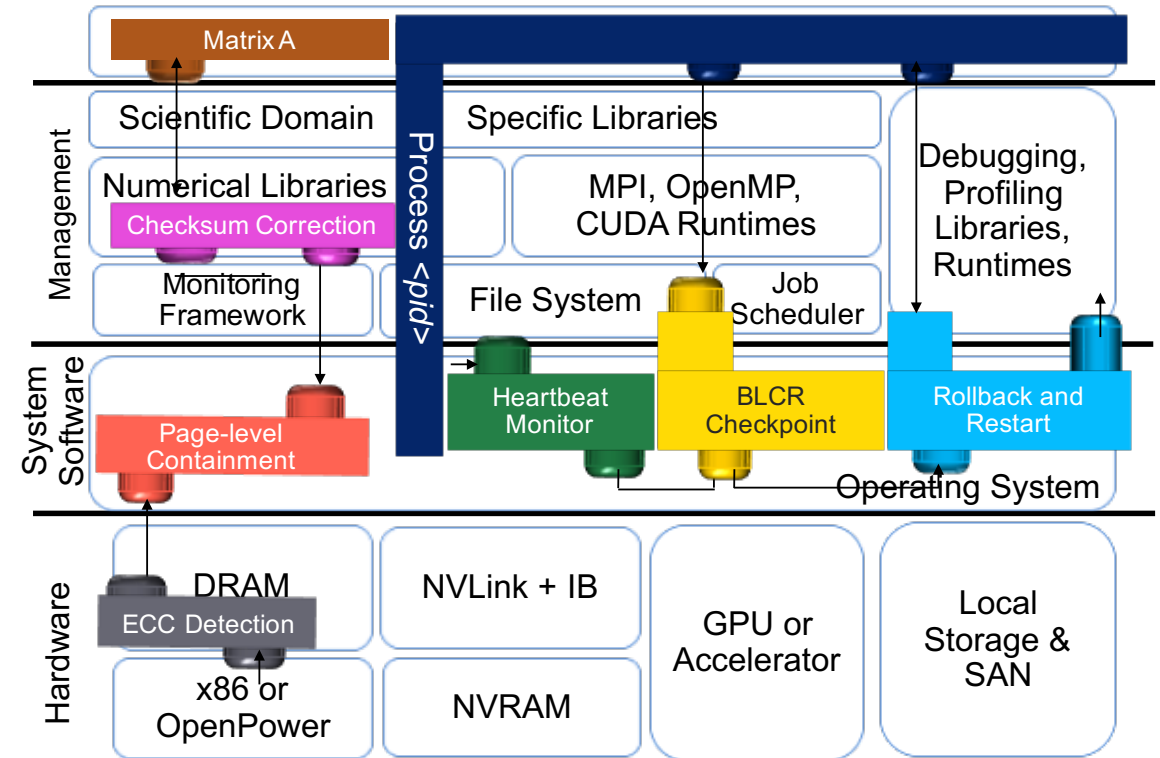 Matrix A
Management
Scientific Domain
Specific Libraries
Process <pid>
Numerical Libraries
Checksum Correction
MPI, OpenMP,
CUDA Runtimes
Debugging,
Profiling
Libraries,
Runtimes
Monitoring
Framework
File System
Job
Scheduler
System
Software
Page-level
Containment
Heartbeat
Monitor
BLCR
Checkpoint
Rollback and
Restart
Operating System
Hardware
DRAM
ECC Detection
NVLink + IB
GPU or
Accelerator
Local
Storage &
SAN
x86 or
OpenPower
NVRAM